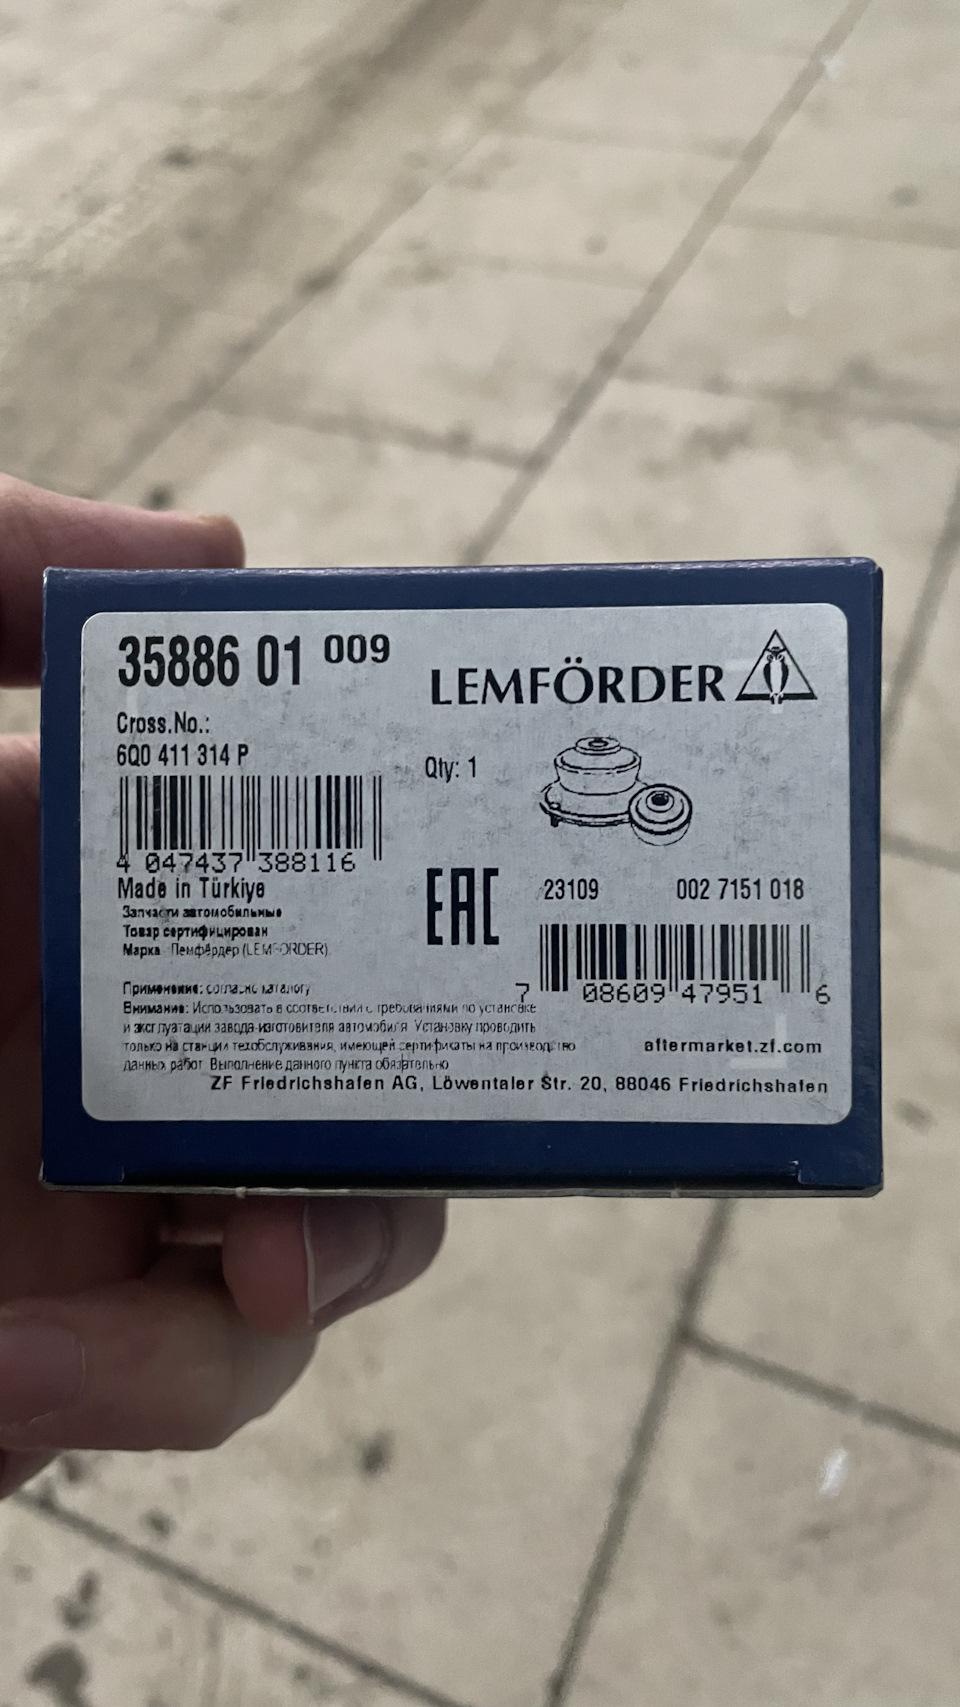 35886 01 009
LEMFÖRDER
Cross.No.:
6Q0 411 314 P
Qty: 1
4 047437 388116
Made in Türkiye
Запчасти автомобильные
Товар сертифицирован
Марка Лемфёрдер (LEMFÖRDER)
EAC
23109 002 7151 018
7 08609 47951 6
Применение: согласно каталогу
Внимание: Использовать в соответствии с требованиями по установке
и эксплуатации завода-изготовителя автомобиля Установку проводить
только на станции техобслуживания, имеющей сертификаты на производство
данных работ Выполнение данного пункта обязательно
aftermarket.zf.com
ZF Friedrichshafen AG, Löwentaler Str. 20, 88046 Friedrichshafen